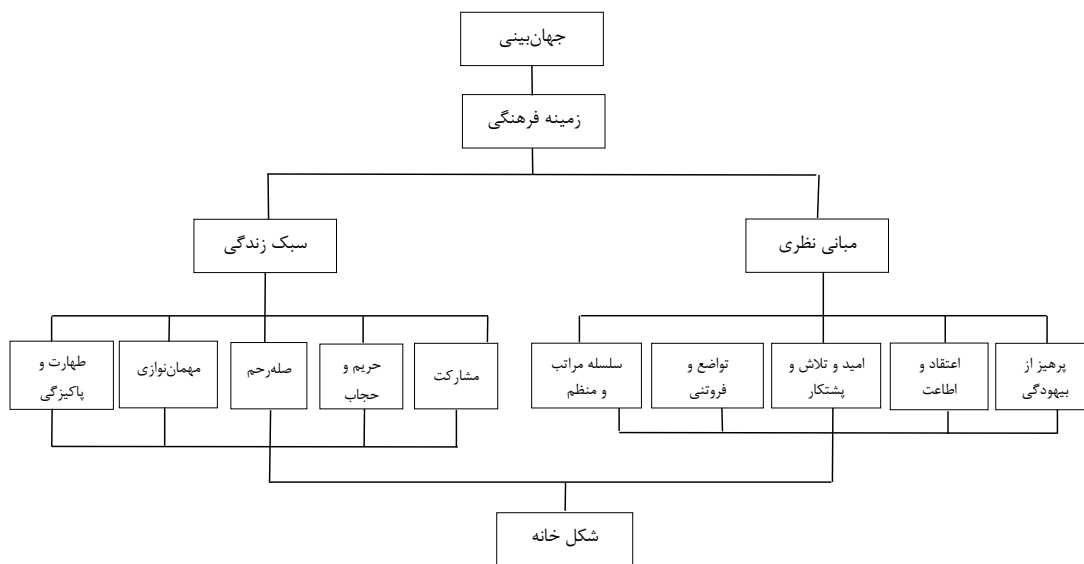 جهان‌بینی
زمینه فرهنگی
مبانی نظری
سبک زندگی
پرهیز از
بیهودگی
اعتقاد و
اطاعت
امید و تلاش و
پشتکار
تواضع و
فروتنی
سلسله مراتب
و منظم
مشارکت
حریم و
حجاب
صله‌رحم
مهمان‌نوازی
طهارت و
پاکیزگی
شکل خانه